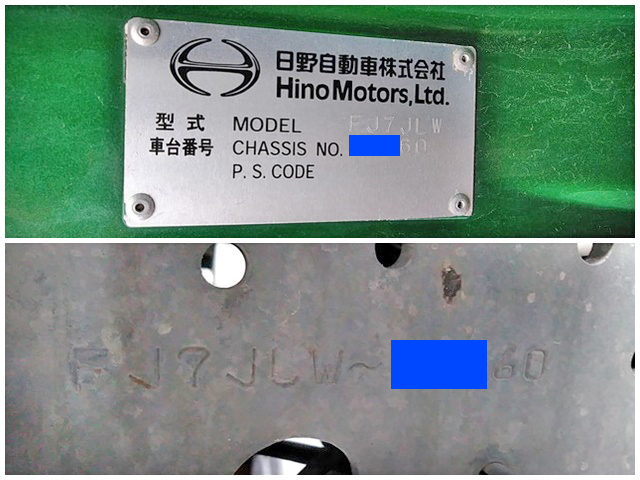 日野自動車株式会社
Hino Motors, Ltd.
型式 MODEL FJ7JLW
車台番号 CHASSIS NO. 60
P. S. CODE
FJ7JLW~ 60